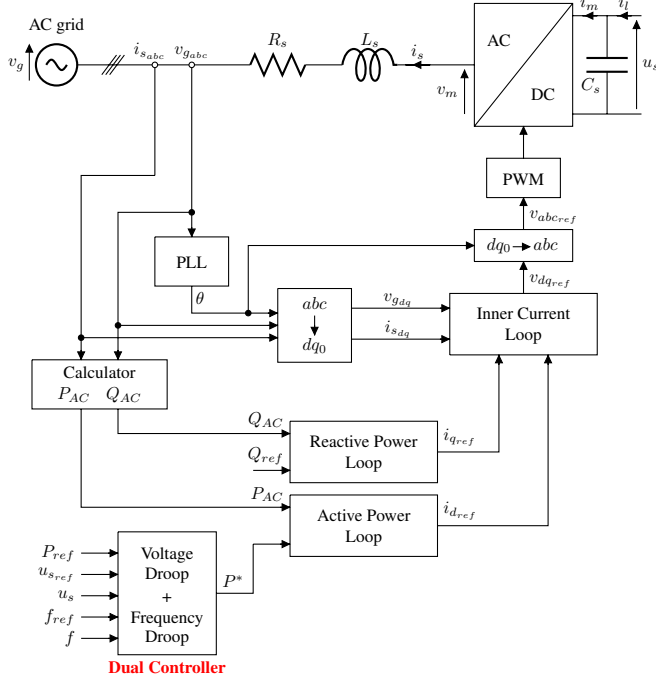 AC grid
i_{s_{abc}} v_{g_{abc}} R_s L_s i_s i_m i_l
v_g v_m AC DC C_s u_s
PWM
v_{abc_{ref}}
dq_0 → abc
v_{dq_{ref}}
PLL
θ
abc
↓
dq_0
v_{g_{dq}}
i_{s_{dq}}
Inner Current
Loop
Calculator
P_{AC} Q_{AC}
Q_{AC}
Q_{ref}
Reactive Power
Loop
i_{q_{ref}}
P_{AC}
Active Power
Loop
i_{d_{ref}}
P_{ref}
u_{s_{ref}}
u_s
f_{ref}
f
Voltage
Droop
+
Frequency
Droop
P*
Dual Controller